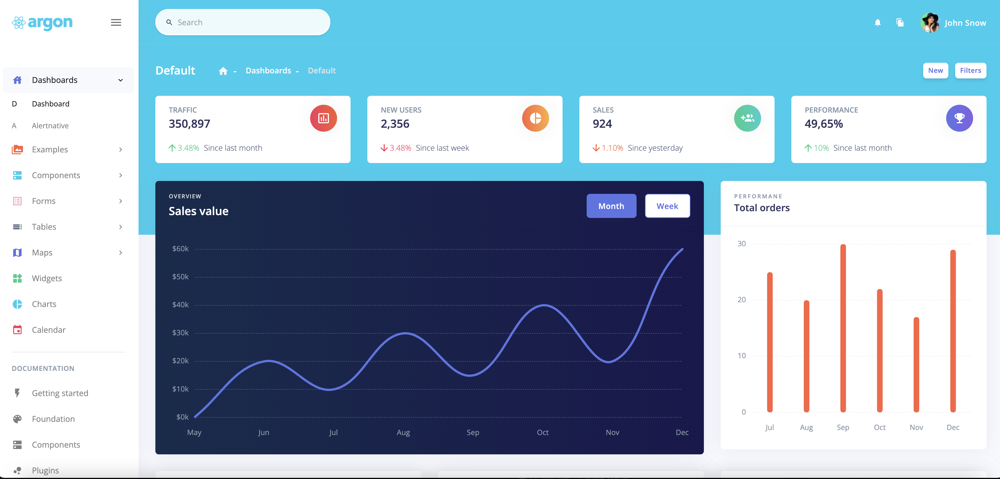 argon
Search
John Snow
Default
- Dashboards - Default
New
Filters
Dashboards
D Dashboard
A Alertnative
Examples
Components
Forms
Tables
Maps
Widgets
Charts
Calendar
DOCUMENTATION
Getting started
Foundation
Components
Plugins
TRAFFIC
350,897
3.48% Since last month
NEW USERS
2,356
3.48% Since last week
SALES
924
1.10% Since yesterday
PERFORMANCE
49,65%
10% Since last month
OVERVIEW
Sales value
Month
Week
$60k
$50k
$40k
$30k
$20k
$10k
$0k
May Jun Jul Aug Sep Oct Nov Dec
PERFORMANE
Total orders
30
20
10
0
Jul Aug Sep Oct Nov Dec